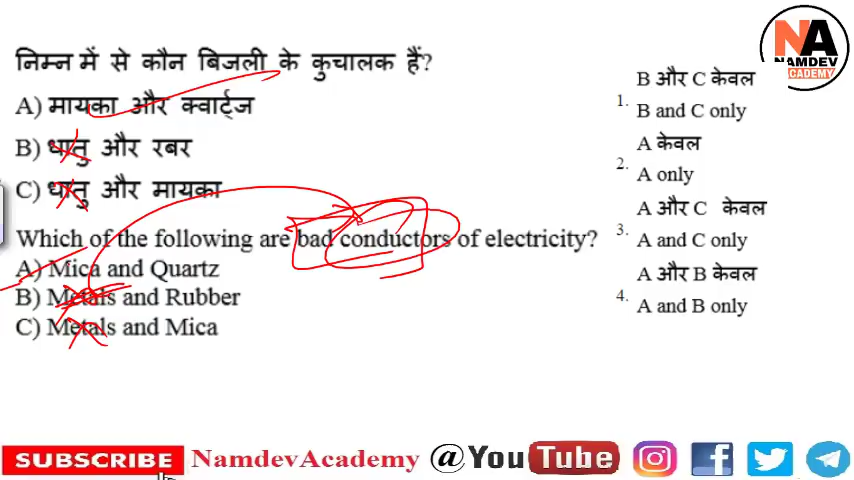 निम्न में से कौन बिजली के कुचालक हैं?
A) मायका और क्वार्ट्ज
B) धातु और रबर
C) धातु और मायका
Which of the following are bad conductors of electricity?
A) Mica and Quartz
B) Metals and Rubber
C) Metals and Mica
NA
NAMDEV
ACADEMY
B और C केवल
1. B and C only
A केवल
2. A only
A और C केवल
3. A and C only
A और B केवल
4. A and B only
SUBSCRIBE NamdevAcademy @YouTube